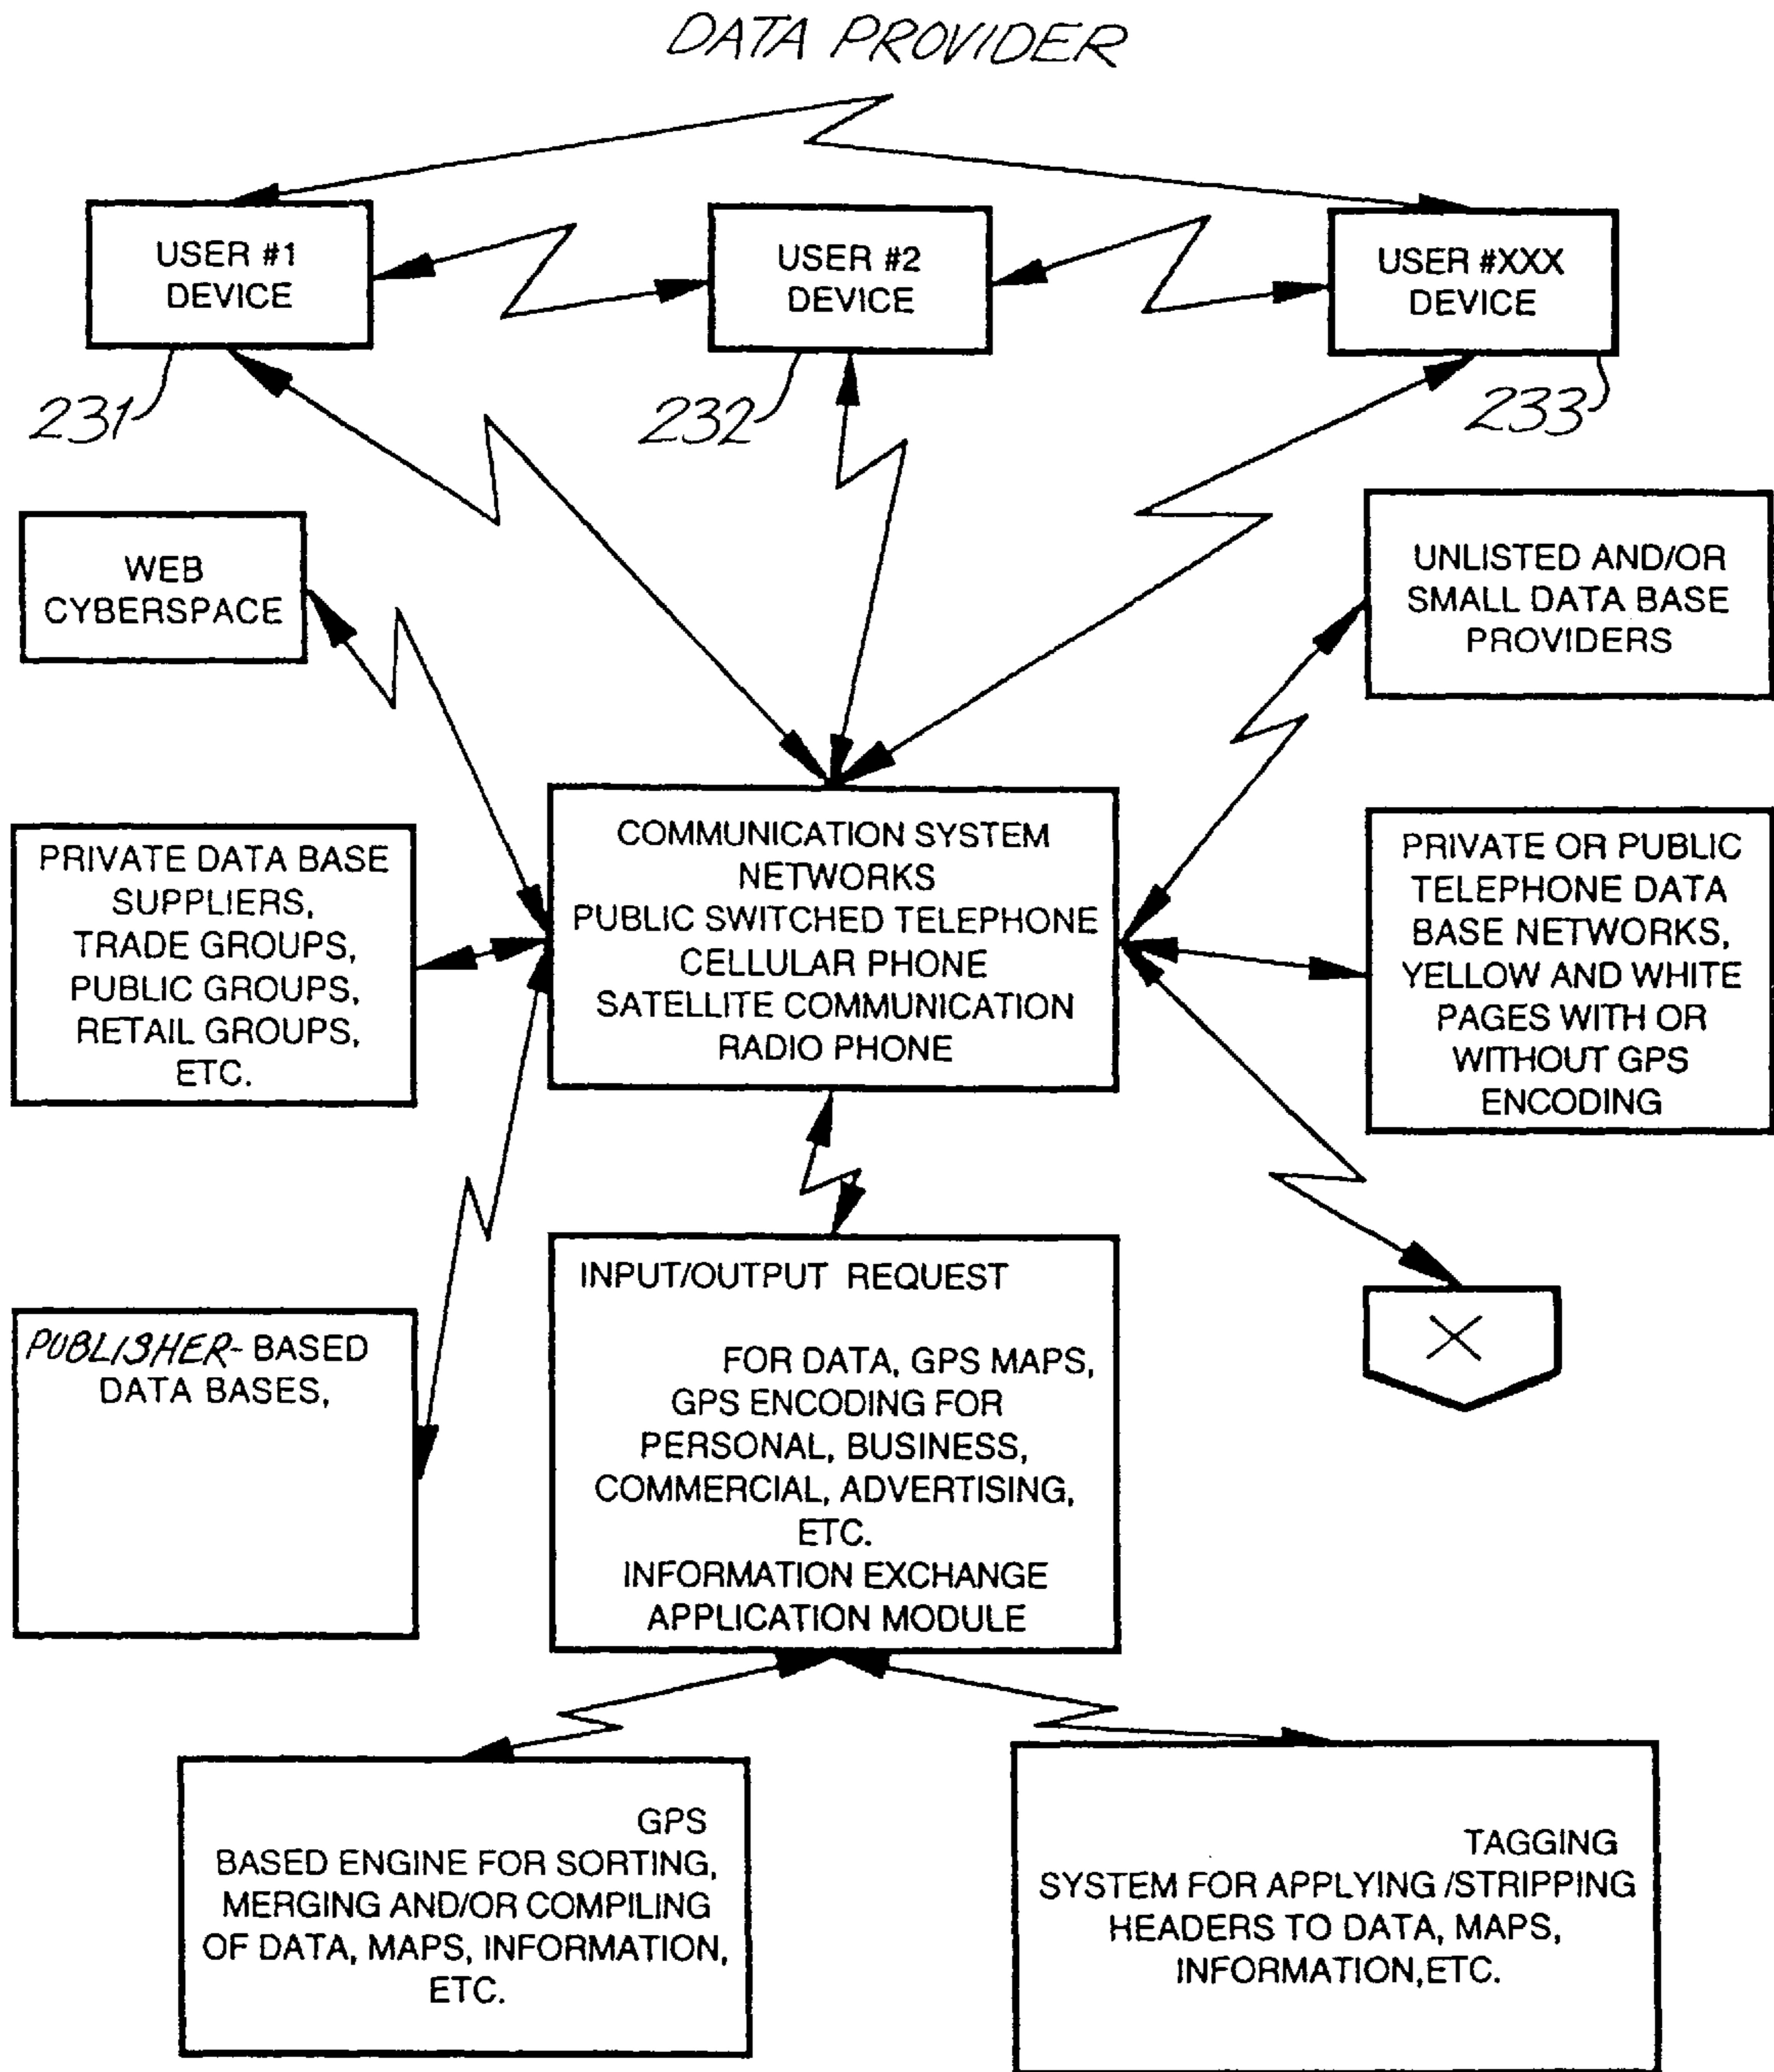 DATA PROVIDER
USER #1
DEVICE
USER #2
DEVICE
USER #XXX
DEVICE
231
232
233
WEB
CYBERSPACE
UNLISTED AND/OR
SMALL DATA BASE
PROVIDERS
PRIVATE DATA BASE
SUPPLIERS,
TRADE GROUPS,
PUBLIC GROUPS,
RETAIL GROUPS,
ETC.
COMMUNICATION SYSTEM
NETWORKS
PUBLIC SWITCHED TELEPHONE
CELLULAR PHONE
SATELLITE COMMUNICATION
RADIO PHONE
PRIVATE OR PUBLIC
TELEPHONE DATA
BASE NETWORKS,
YELLOW AND WHITE
PAGES WITH OR
WITHOUT GPS
ENCODING
PUBLISHER-BASED
DATA BASES,
INPUT/OUTPUT REQUEST
FOR DATA, GPS MAPS,
GPS ENCODING FOR
PERSONAL, BUSINESS,
COMMERCIAL, ADVERTISING,
ETC.
INFORMATION EXCHANGE
APPLICATION MODULE
X
GPS
BASED ENGINE FOR SORTING,
MERGING AND/OR COMPILING
OF DATA, MAPS, INFORMATION,
ETC.
TAGGING
SYSTEM FOR APPLYING /STRIPPING
HEADERS TO DATA, MAPS,
INFORMATION,ETC.